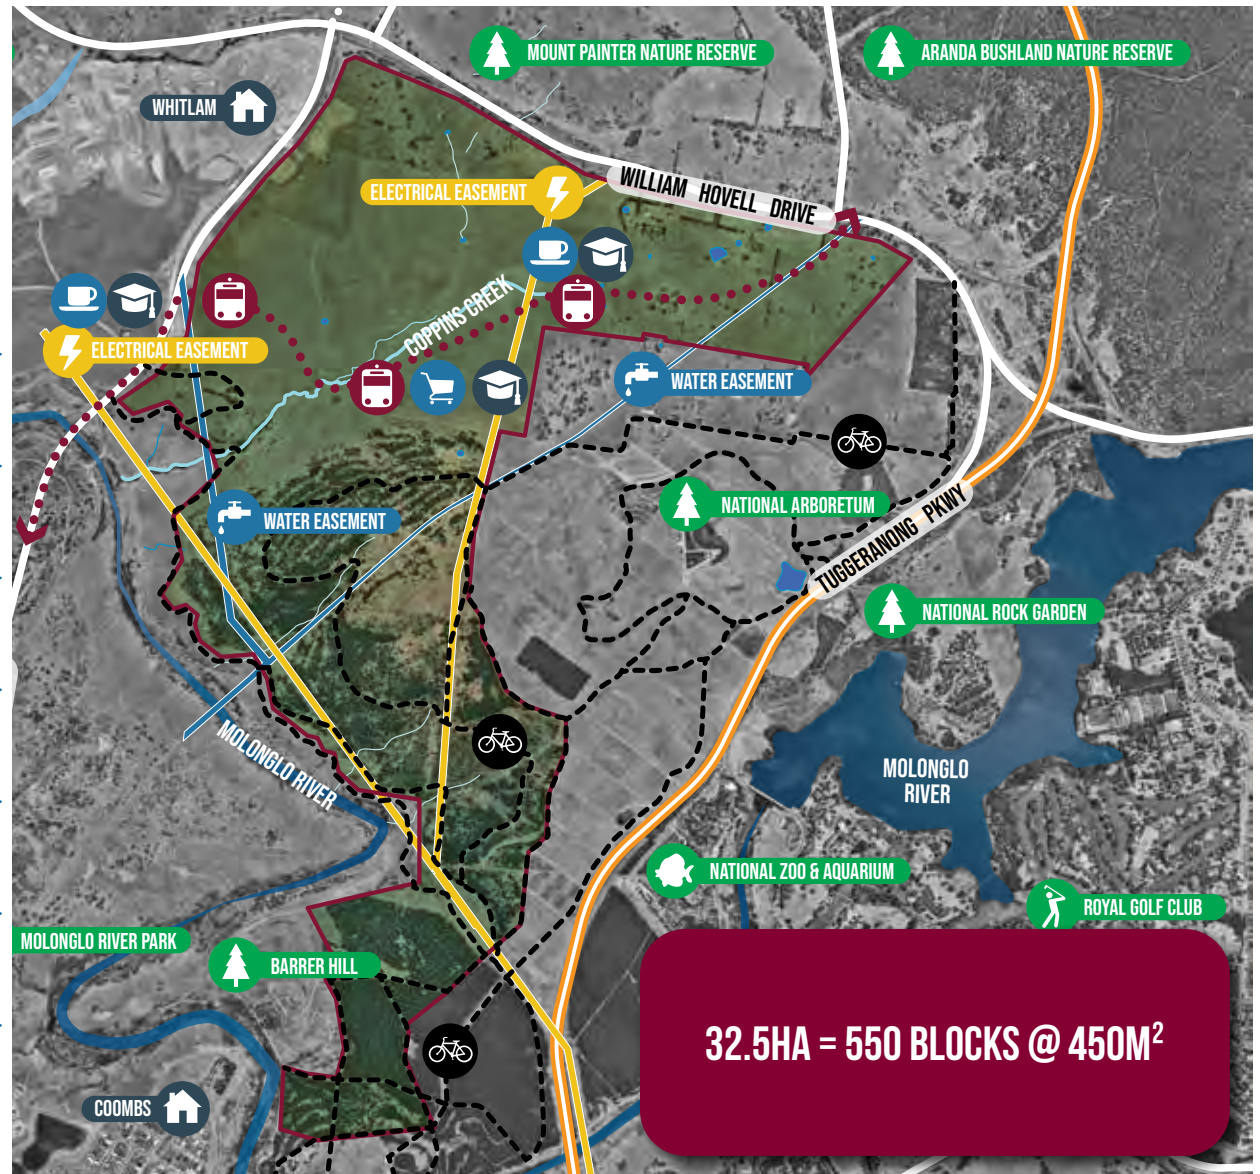 MOUNT PAINTER NATURE RESERVE
ARANDA BUSHLAND NATURE RESERVE
WHITLAM
ELECTRICAL EASEMENT
WILLIAM HOVELL DRIVE
COPPINS CREEK
ELECTRICAL EASEMENT
WATER EASEMENT
NATIONAL ARBORETUM
WATER EASEMENT
TUGGERANONG PKWY
NATIONAL ROCK GARDEN
MOLONGLO RIVER
MOLONGLO
RIVER
NATIONAL ZOO & AQUARIUM
ROYAL GOLF CLUB
MOLONGLO RIVER PARK
BARRER HILL
32.5HA = 550 BLOCKS @ 450M²
COOMBS